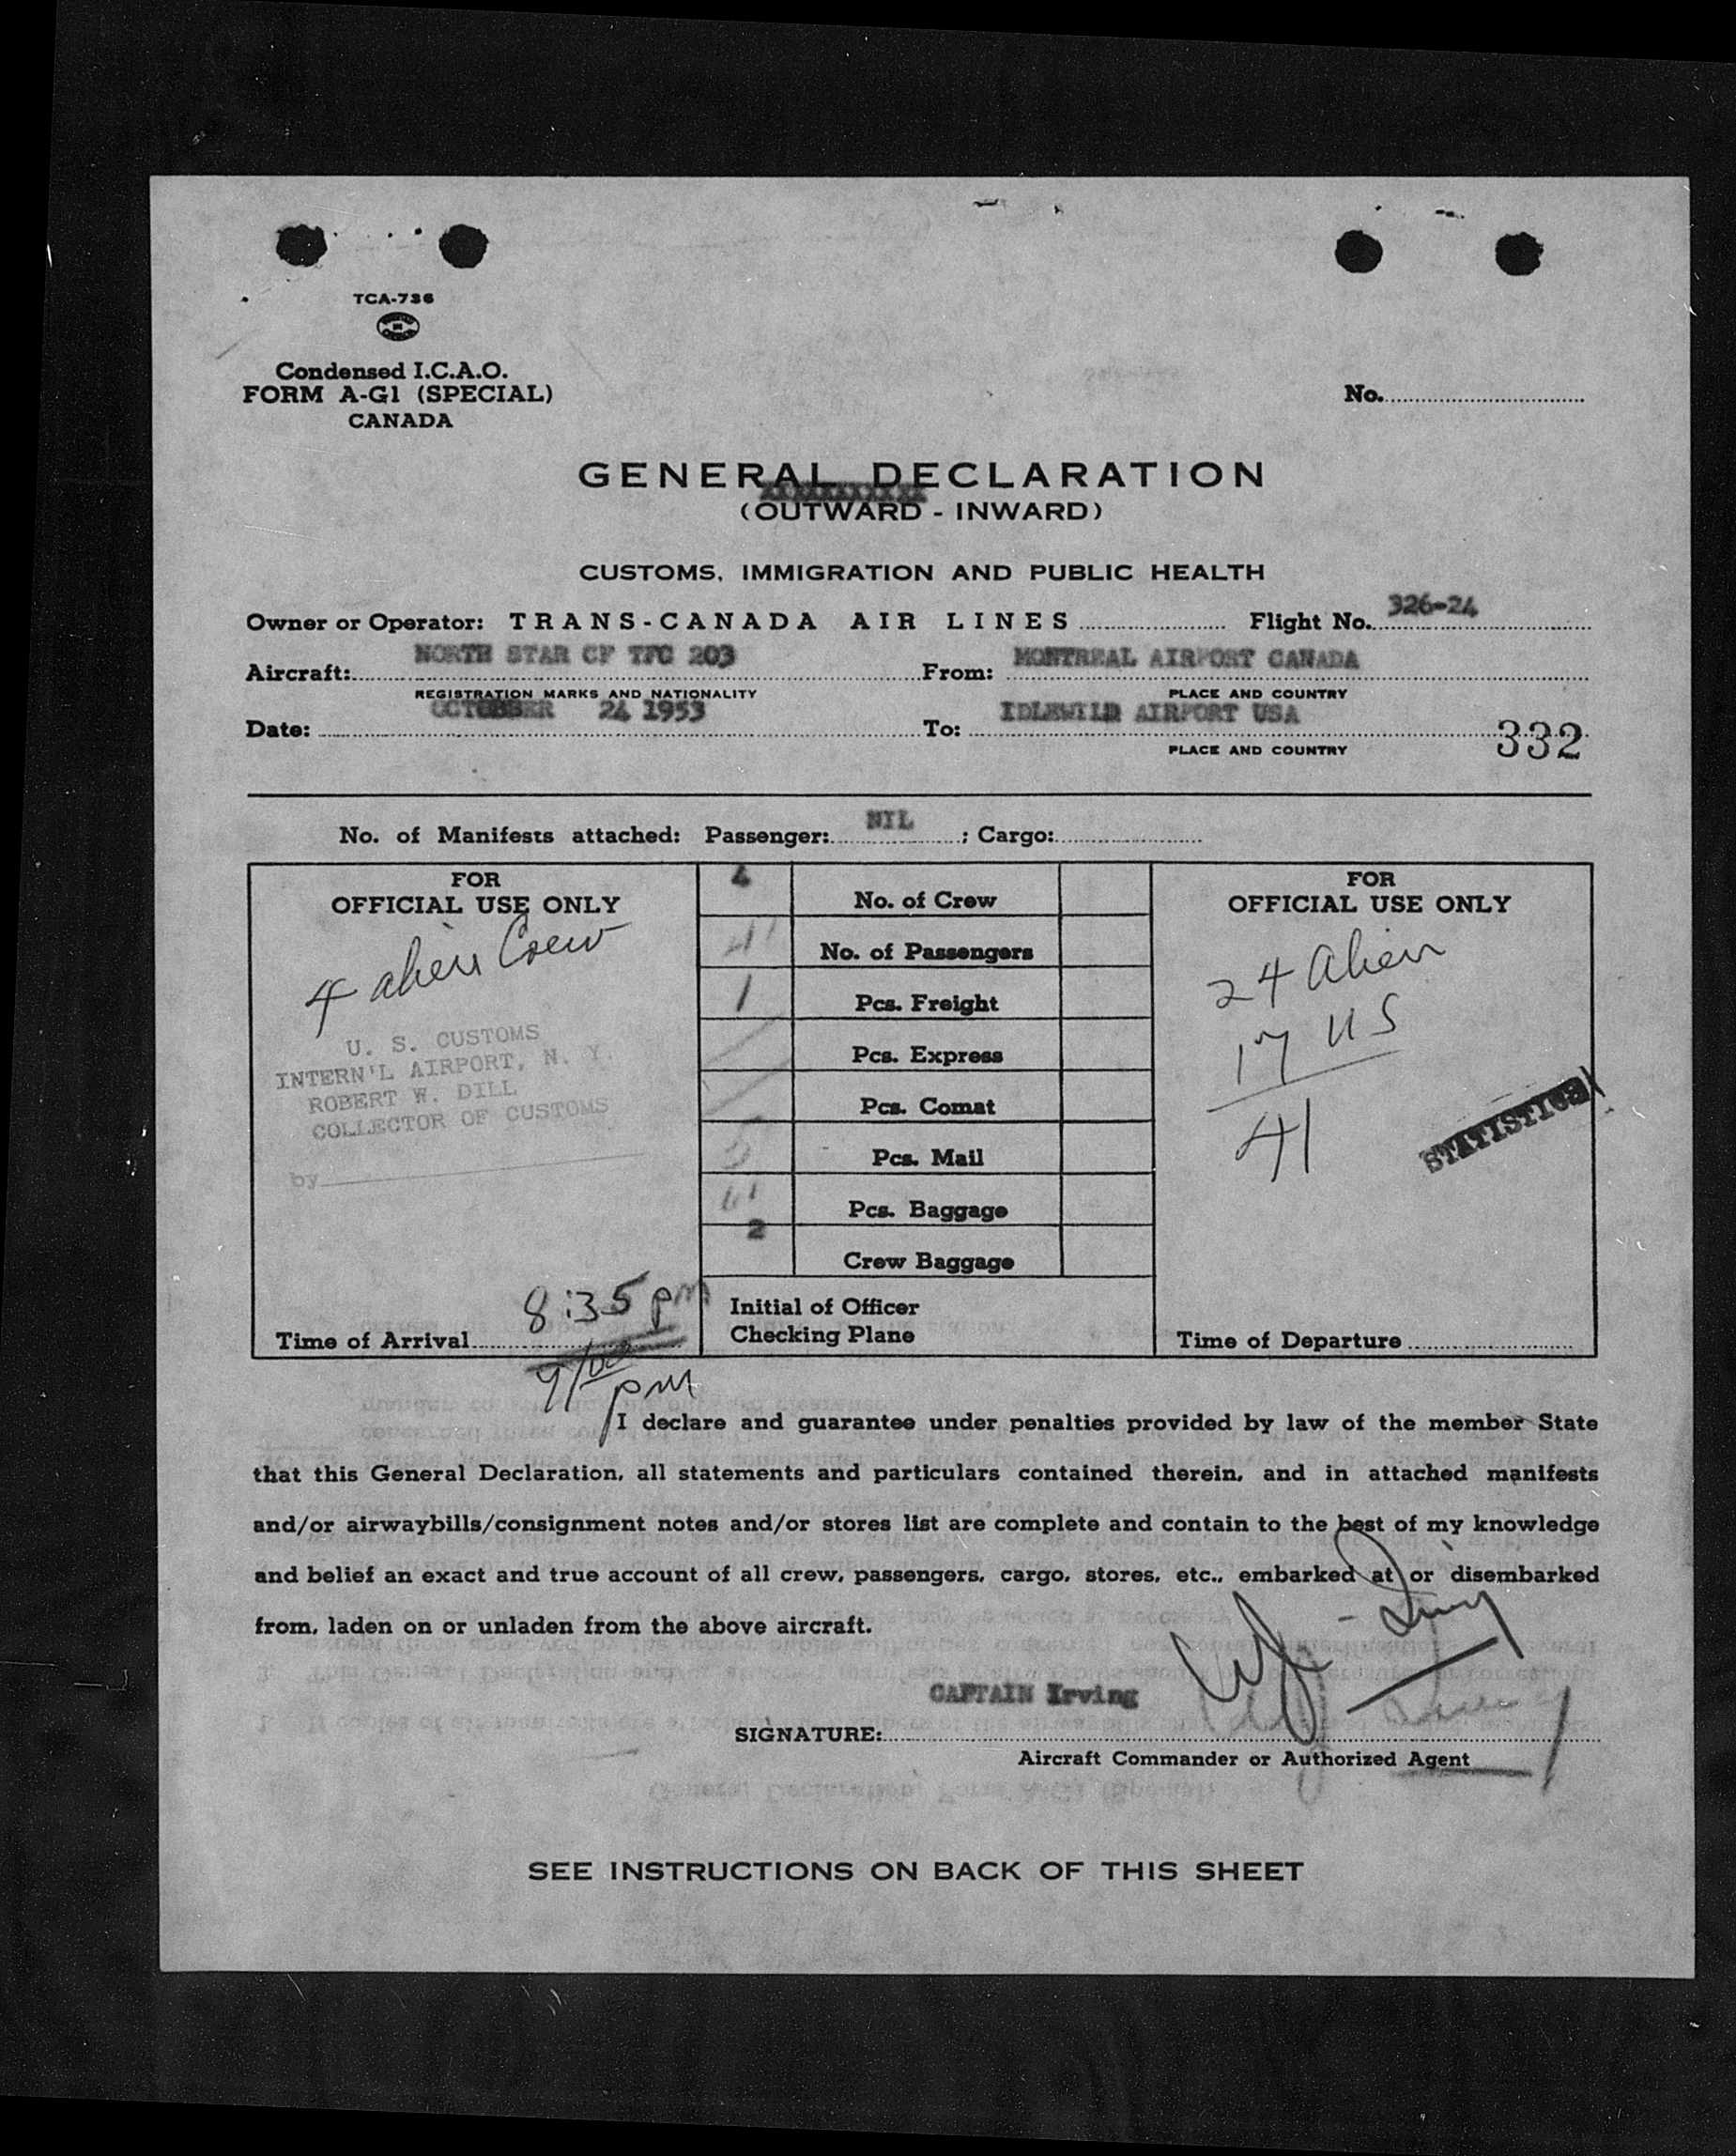 TCA-736
Condensed I.C.A.O.
FORM A-G1 (SPECIAL)
CANADA
No.
GENERAL DECLARATION
XXXXXXXXXXX
(OUTWARD - INWARD)
CUSTOMS, IMMIGRATION AND PUBLIC HEALTH
Owner or Operator: TRANS-CANADA AIR LINES Flight No. 326-24
Aircraft: NORTH STAR CF TFC 203 From: MONTREAL AIRPORT CANADA
REGISTRATION MARKS AND NATIONALITY PLACE AND COUNTRY
Date: 24 1953 To: IDLEWILD AIRPORT USA
PLACE AND COUNTRY
332
No. of Manifests attached: Passenger: NIL ; Cargo:
FOR
OFFICIAL USE ONLY
4 alien Crew
U. S. CUSTOMS
INTERN'L AIRPORT, N. Y.
ROBERT W. DILL
COLLECTOR OF CUSTOMS
by
8:35 pm
Time of Arrival
pm
4 No. of Crew
41 No. of Passengers
1 Pcs. Freight
Pcs. Express
Pcs. Comat
5 Pcs. Mail
Pcs. Baggage
2 Crew Baggage
Initial of Officer
Checking Plane
FOR
OFFICIAL USE ONLY
24 Alien
17 US
41
STATISTICAL
Time of Departure
I declare and guarantee under penalties provided by law of the member State
that this General Declaration, all statements and particulars contained therein, and in attached manifests
and/or airwaybills/consignment notes and/or stores list are complete and contain to the best of my knowledge
and belief an exact and true account of all crew, passengers, cargo, stores, etc., embarked at or disembarked
from, laden on or unladen from the above aircraft.
CAPTAIN Irving
SIGNATURE:
Aircraft Commander or Authorized Agent
SEE INSTRUCTIONS ON BACK OF THIS SHEET